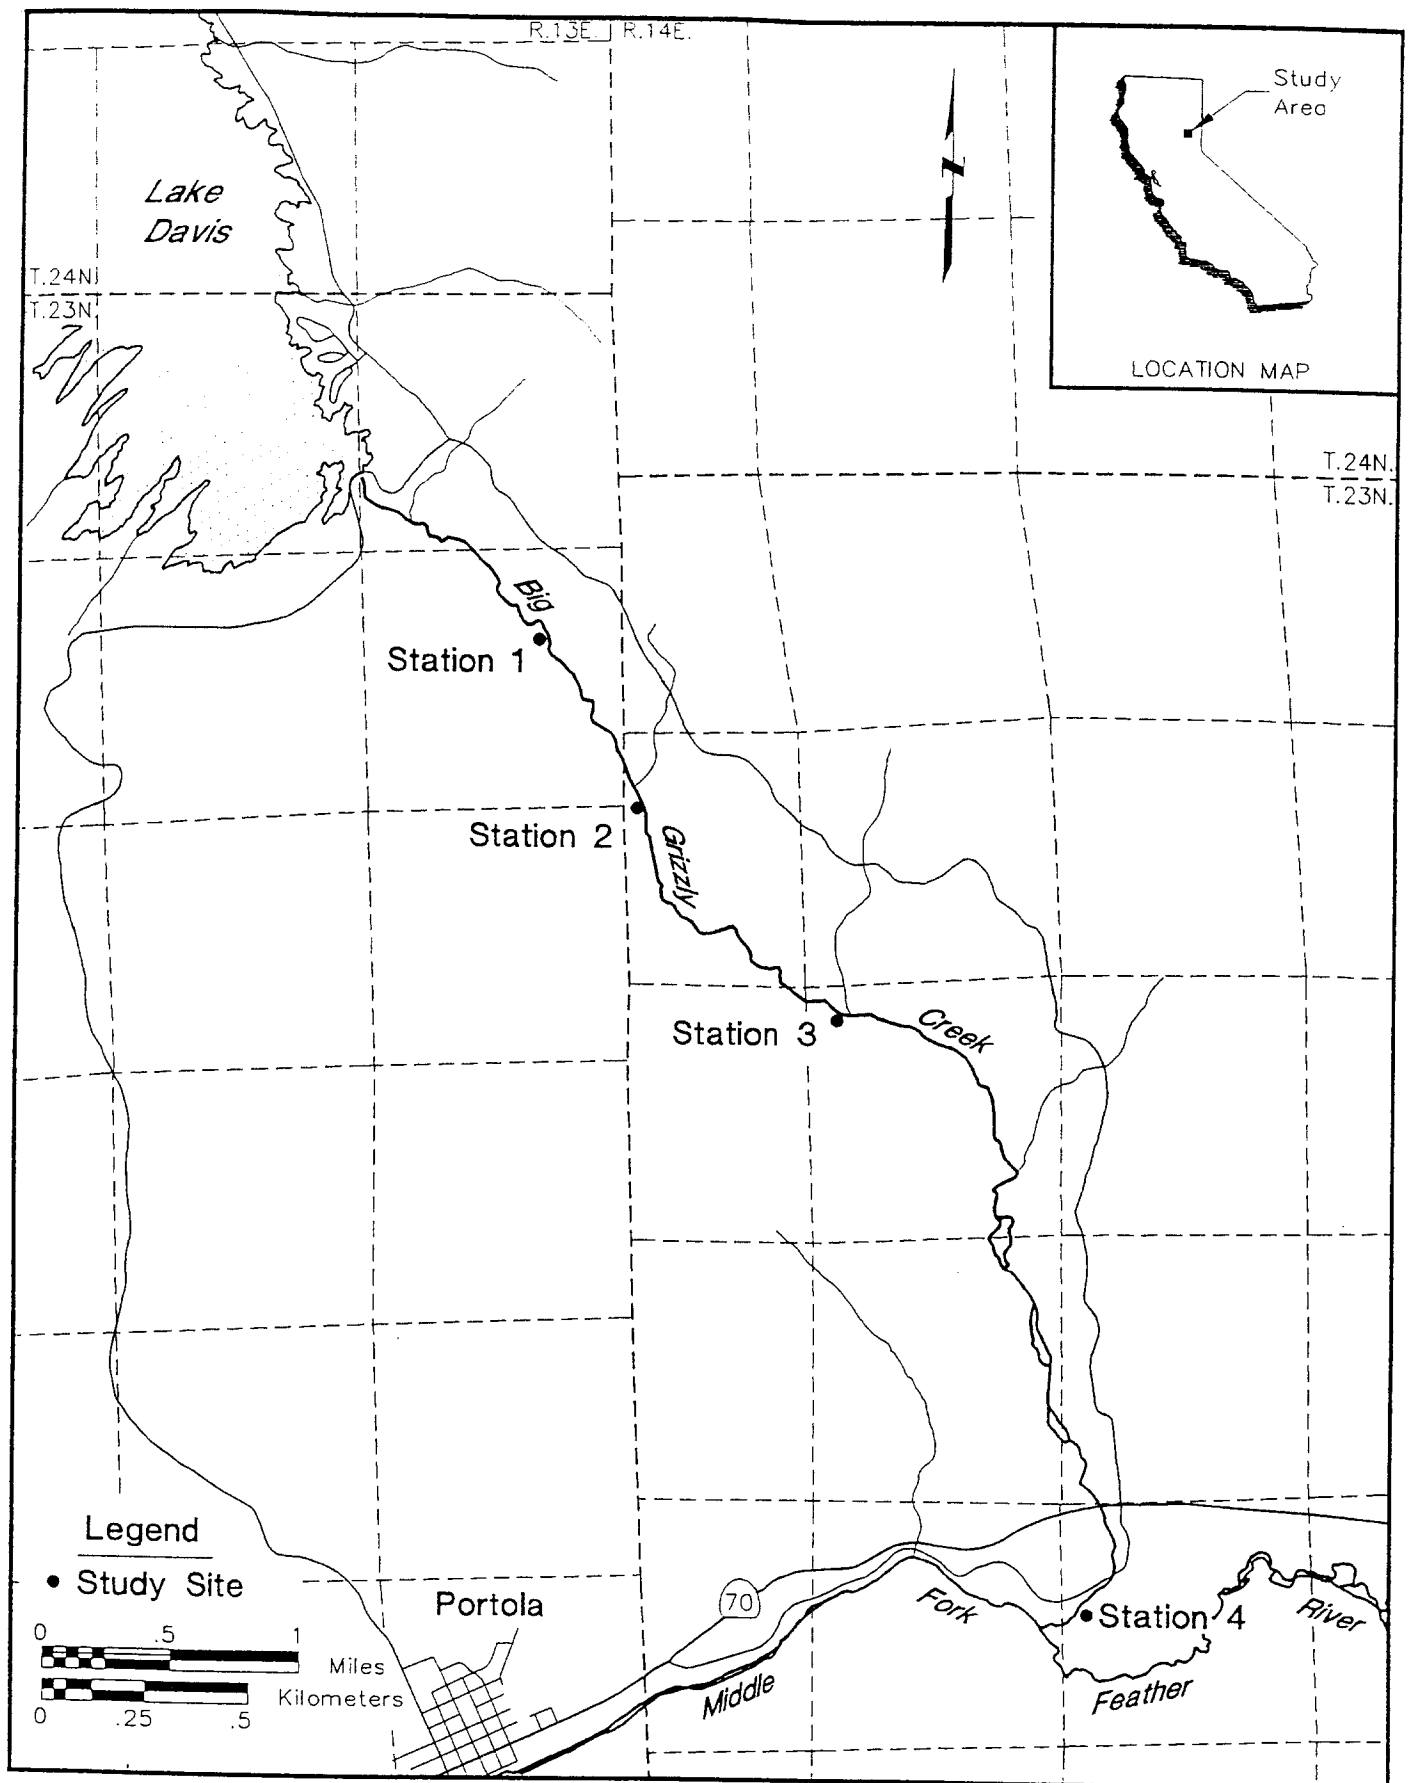 R.13E. R.14E.
Study
Area
LOCATION MAP
Lake
Davis
T.24N.
T.23N.
T.24N.
T.23N.
Big
Station 1
Station 2
Grizzly
Station 3
Creek
Legend
Study Site
0 .5 1
Miles
Kilometers
0 .25 .5
Portola
70
Middle
Fork
Station 4
Feather
River
N